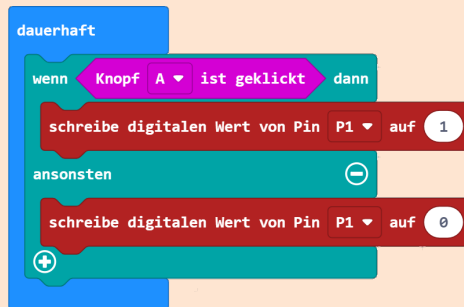 dauerhaft
wenn Knopf A ist geklickt dann
schreibe digitalen Wert von Pin P1 auf 1
ansonsten
schreibe digitalen Wert von Pin P1 auf 0